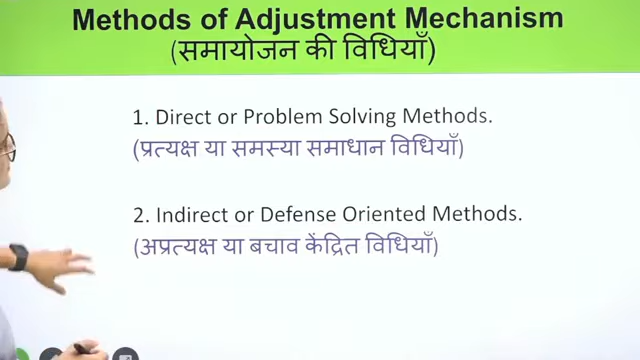 Methods of Adjustment Mechanism
(समायोजन की विधियाँ)
1. Direct or Problem Solving Methods.
(प्रत्यक्ष या समस्या समाधान विधियाँ)
2. Indirect or Defense Oriented Methods.
(अप्रत्यक्ष या बचाव केंद्रित विधियाँ)